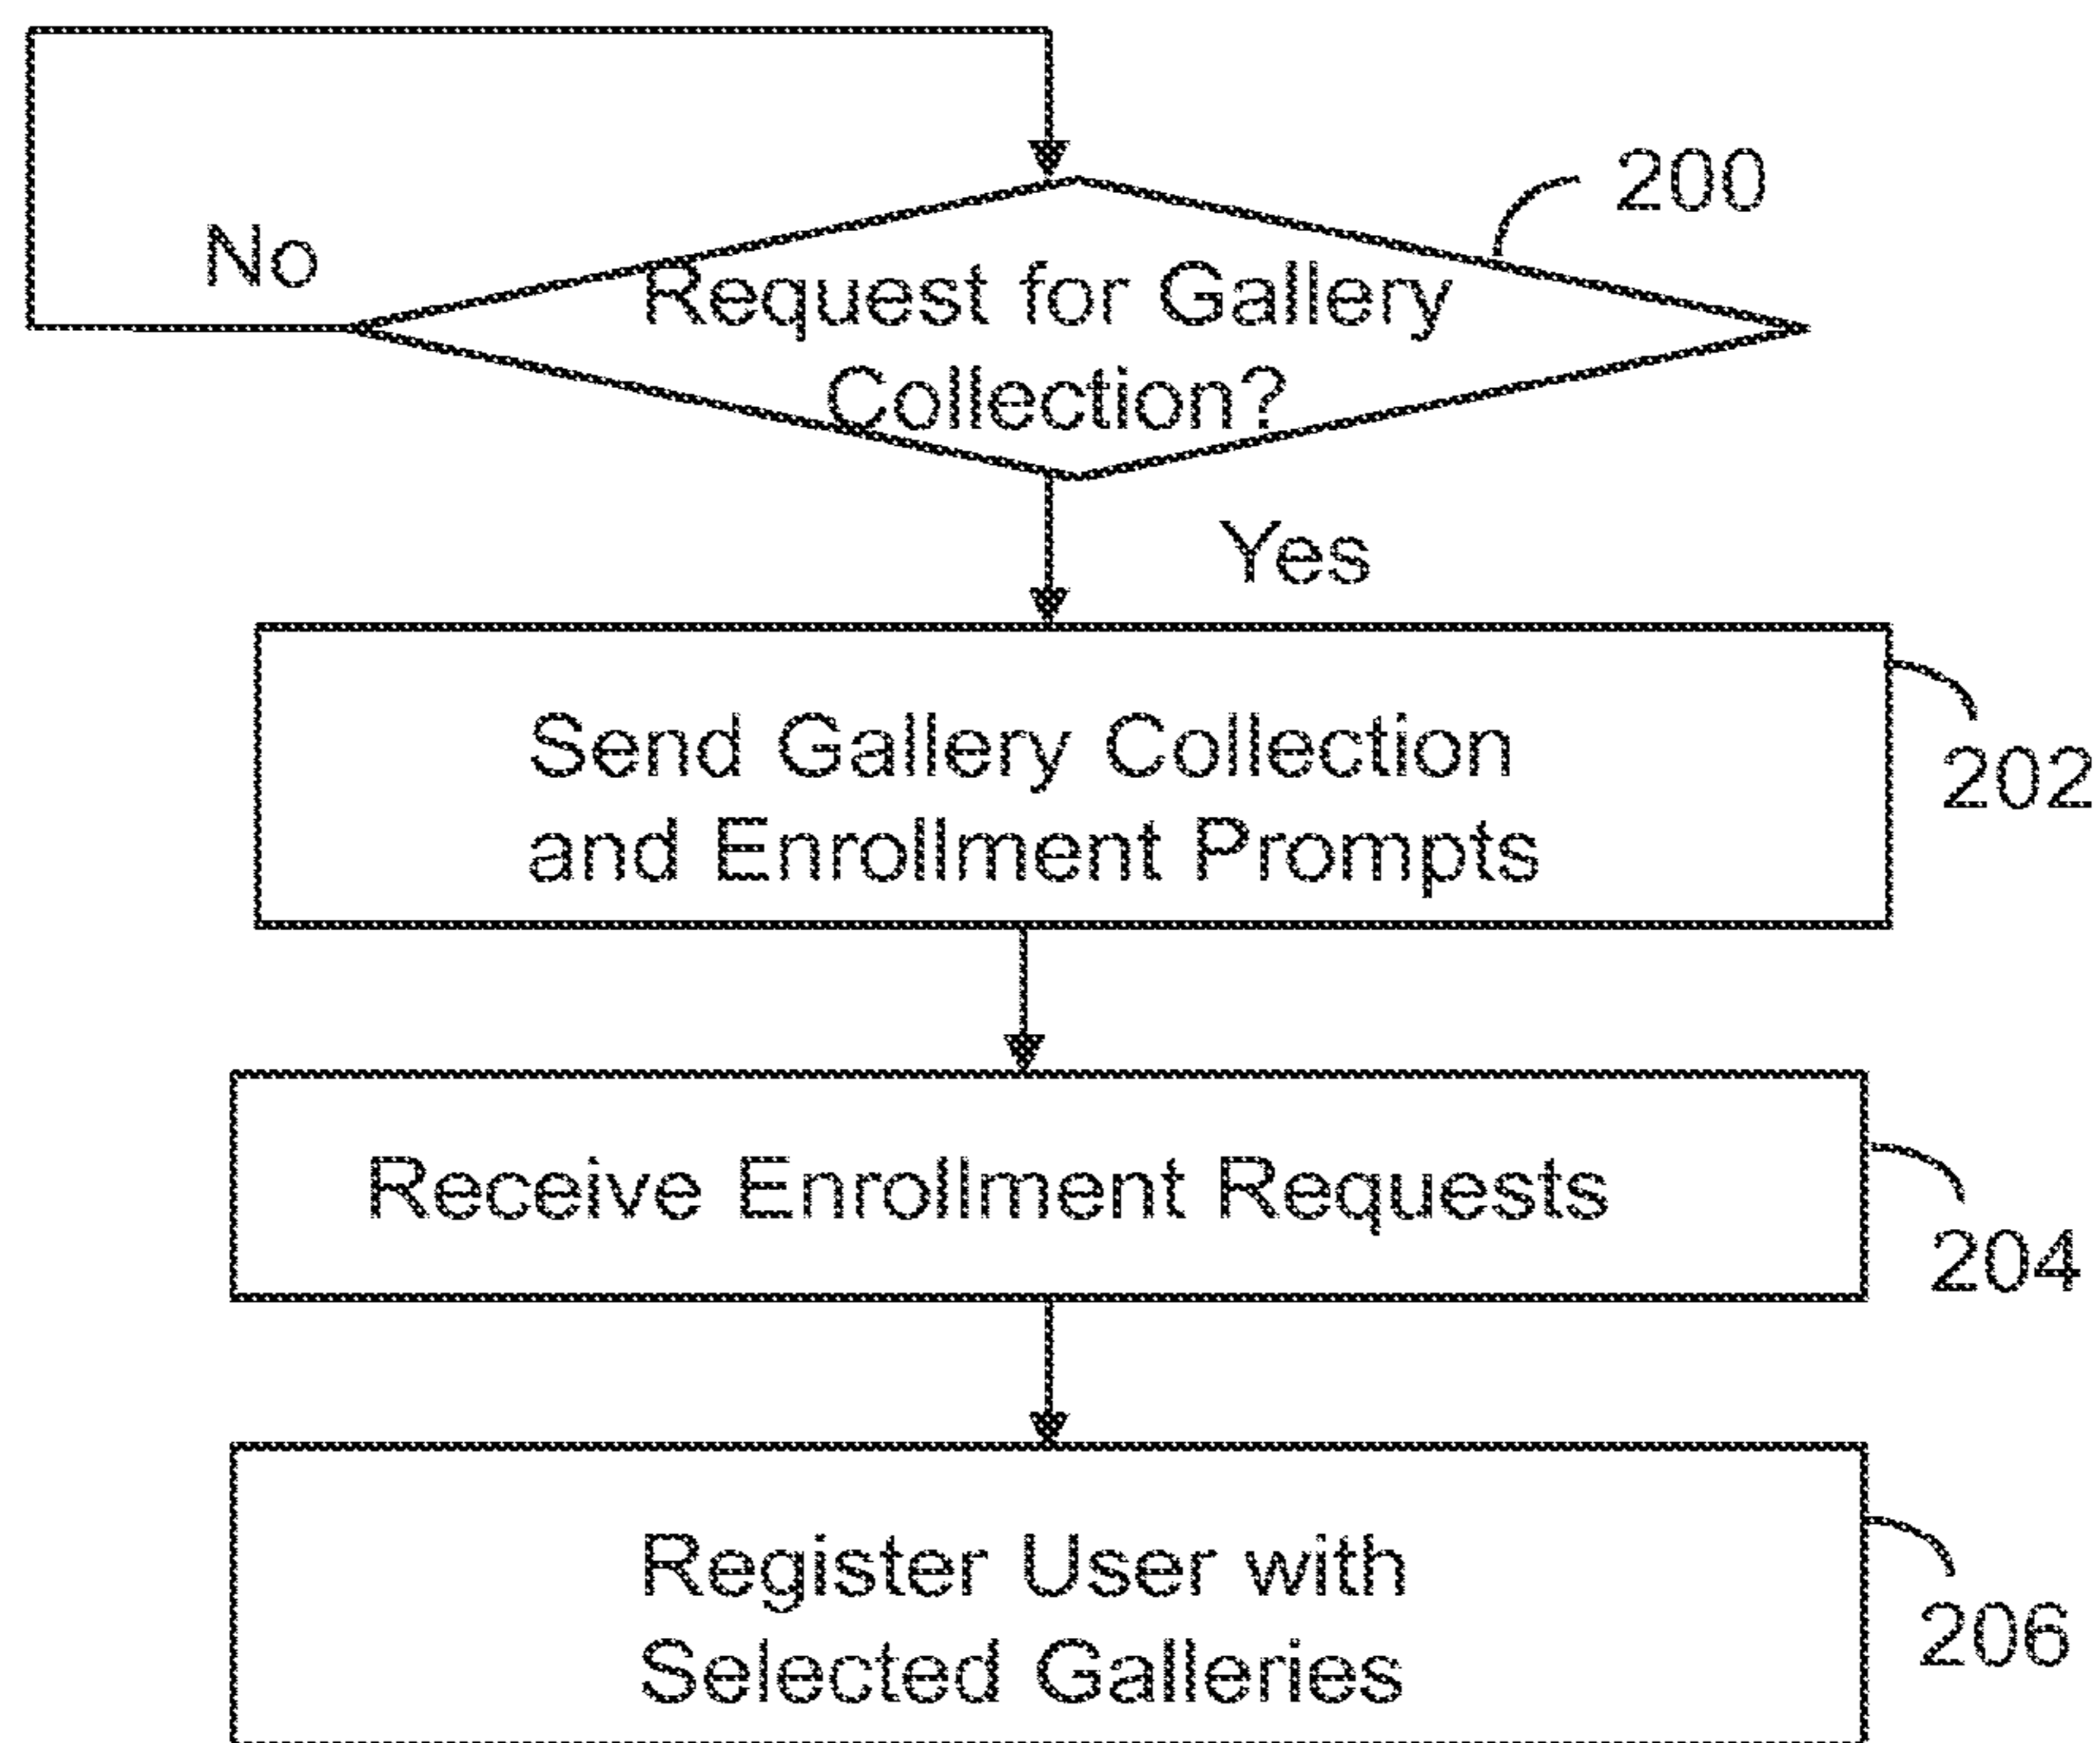 200
No
Request for Gallery
Collection?
Yes
Send Gallery Collection
and Enrollment Prompts
202
Receive Enrollment Requests
204
Register User with
Selected Galleries
206